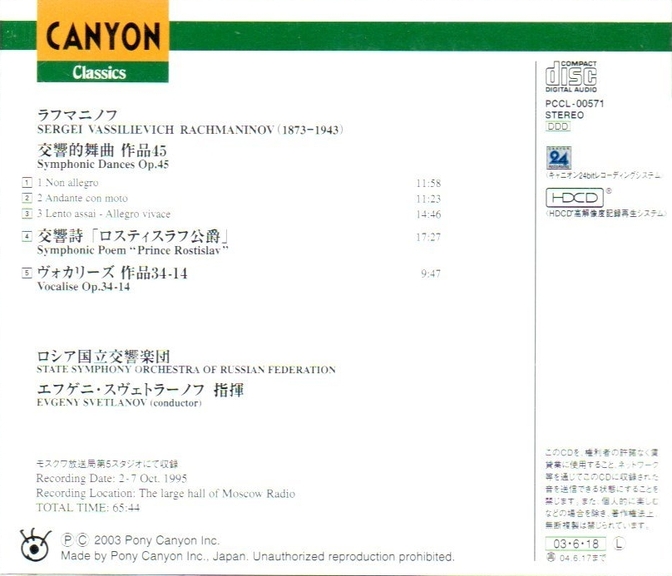 CANYON
Classics
ラフマニノフ
SERGEI VASSILIEVICH RACHMANINOV (1873-1943)
交響的舞曲 作品45
Symphonic Dances Op.45
1 1 Non allegro 11:58
2 2 Andante con moto 11:23
3 3 Lento assai - Allegro vivace 14:46
4 交響詩「ロスティスラフ公爵」 17:27
Symphonic Poem “Prince Rostislav”
5 ヴォカリーズ 作品34-14 9:47
Vocalise Op.34-14
ロシア国立交響楽団
STATE SYMPHONY ORCHESTRA OF RUSSIAN FEDERATION
エフゲニ・スヴェトラーノフ 指揮
EVGENY SVETLANOV (conductor)
モスクワ放送局第5スタジオにて収録
Recording Date: 2-7 Oct. 1995
Recording Location: The large hall of Moscow Radio
TOTAL TIME: 65:44
Ⓟ Ⓒ 2003 Pony Canyon Inc.
Made by Pony Canyon Inc., Japan. Unauthorized reproduction prohibited.
COMPACT
disc
DIGITAL AUDIO
PCCL-00571
STEREO
DDD
24
(キャニオン24bitレコーディングシステム)
HDCD®
(HDCD®高解像度記録再生システム)
このCDを、権利者の許諾なく賃
貸業に使用すること、ネットワーク
等を通じてこのCDに収録された
音を送信できる状態にすることを
禁じます。また、個人的に楽しむ
などの場合を除き、著作権法上、
無断複製は禁じられています。
03・6・18 Ⓛ
04.6.17まで